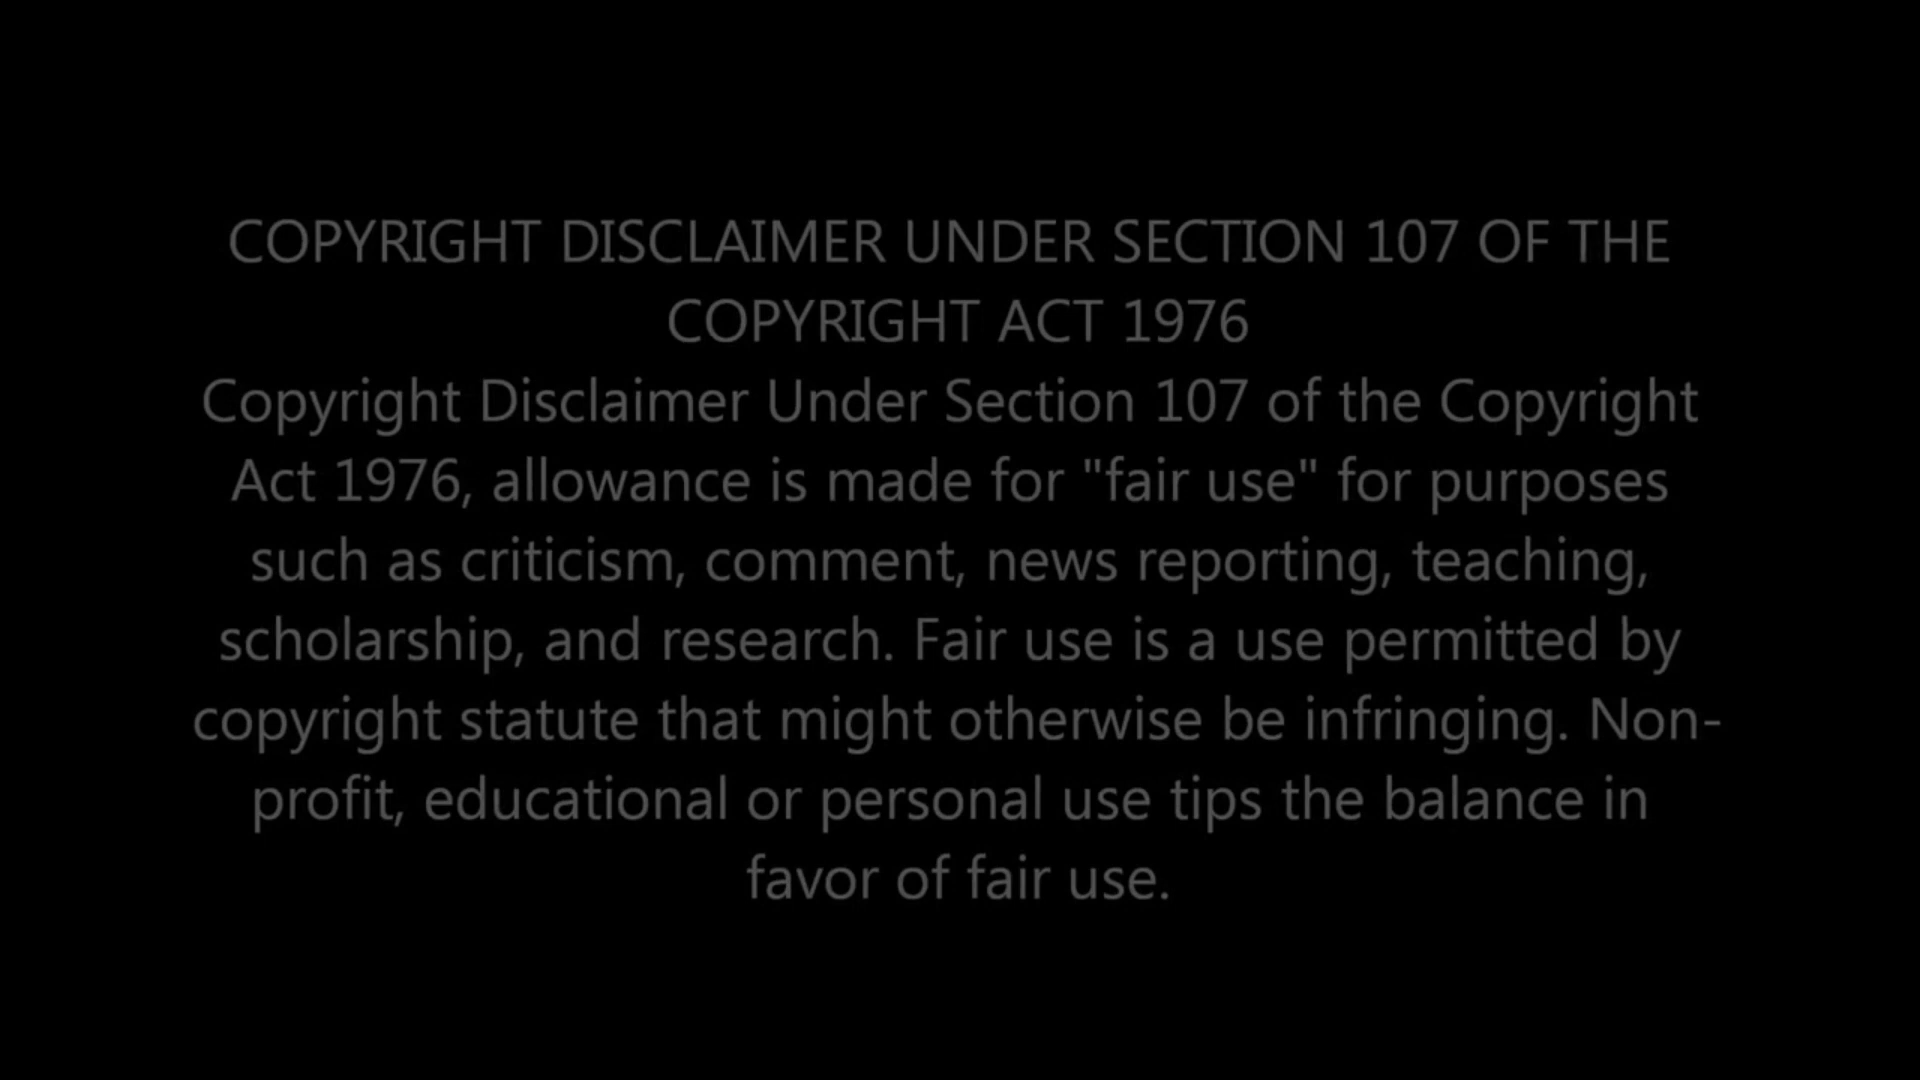 COPYRIGHT DISCLAIMER UNDER SECTION 107 OF THE
COPYRIGHT ACT 1976
Copyright Disclaimer Under Section 107 of the Copyright
Act 1976, allowance is made for "fair use" for purposes
such as criticism, comment, news reporting, teaching,
scholarship, and research. Fair use is a use permitted by
copyright statute that might otherwise be infringing. Non-
profit, educational or personal use tips the balance in
favor of fair use.